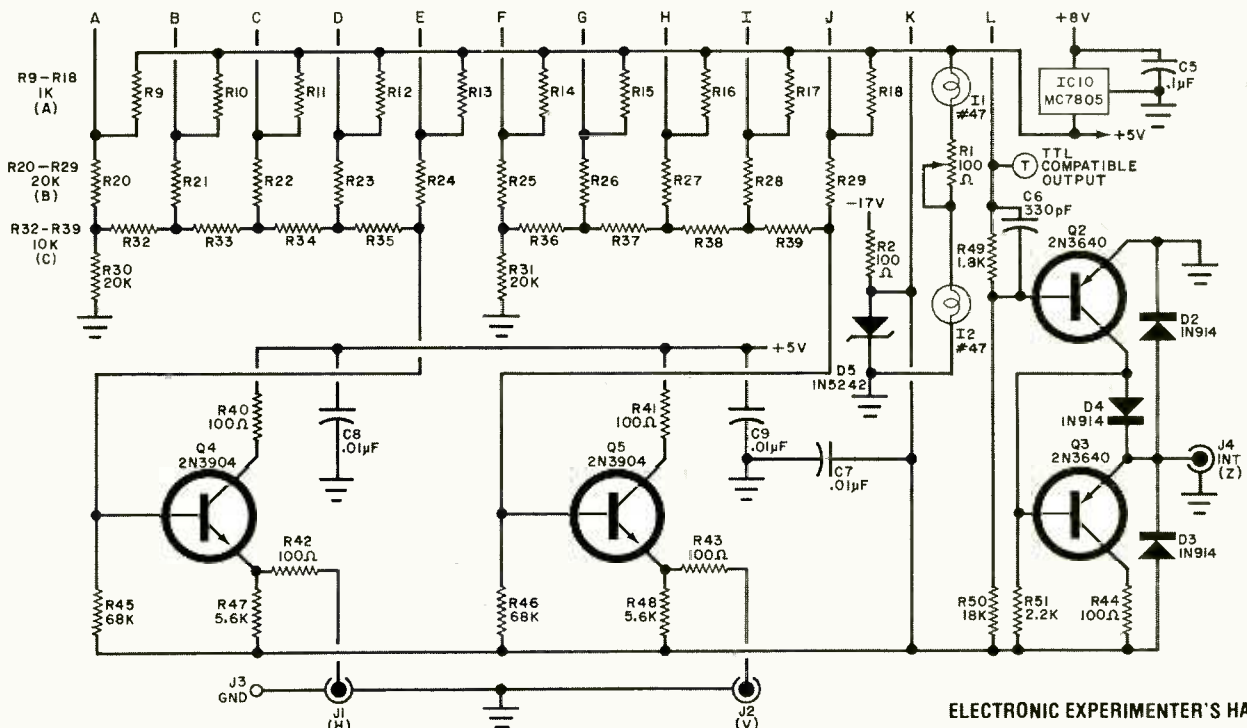 A B C D E F G H I J K L +8V
R9–R18
1K
(A)
R9 R10 R11 R12 R13 R14 R15 R16 R17 R18
I1
#47
IC10
MC7805
C5
.1µF
+5V
R20–R29
20K
(B)
R20 R21 R22 R23 R24 R25 R26 R27 R28 R29
R1
100
Ω
T
TTL
COMPATIBLE
OUTPUT
R32–R39
10K
(C)
R32 R33 R34 R35 R36 R37 R38 R39
R30
20K
R31
20K
-17V
R2
100
Ω
C6
330pF
R49
1.8K
Q2
2N3640
D2
1N914
I2
#47
D5
1N5242
+5V
R40
100Ω
C8
.01µF
R41
100Ω
C9
.01µF
C7
.01µF
D4
1N914
Q4
2N3904
Q5
2N3904
Q3
2N3640
J4
INT
(Z)
R42
100Ω
R43
100Ω
D3
1N914
R45
68K
R47
5.6K
R46
68K
R48
5.6K
R50
18K
R51
2.2K
R44
100Ω
J3
GND
J1
(H)
J2
(V)
ELECTRONIC EXPERIMENTER'S HA